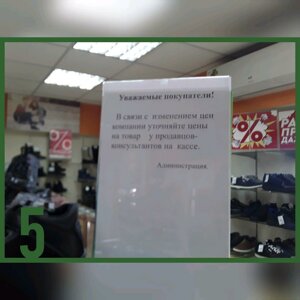 Уважаемые покупатели!
В связи с изменением цен
компании уточняйте цены
на товар у продавцов-
консультантов на кассе.
Администрация.
%
%
5